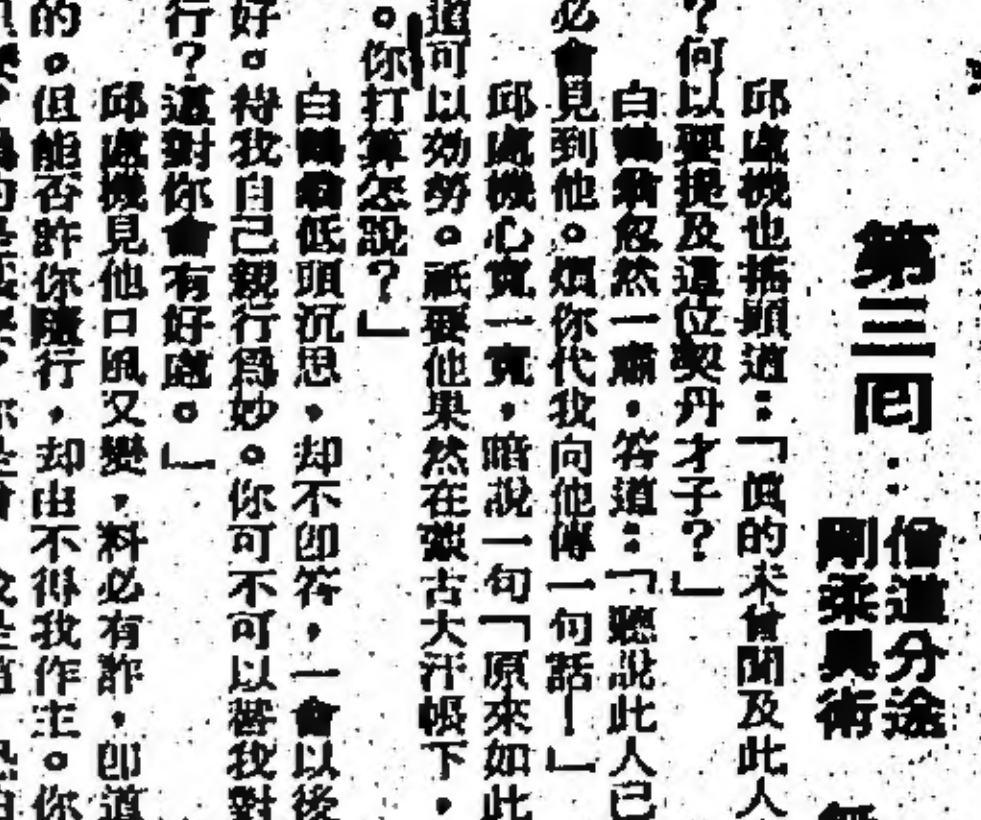 第三回：僧道分途
剛柔異術
邱處機也搖頭道：「眞的未曾聞及此人
？何以要提及這位契丹才子？」
白鶴翁忽然一肅，答道：「聽說此人已
必會見到他。煩你代我向他傳一句話—」
邱處機心寬一寬，暗說一句「原來如此
道可以効勞。祇要他果然在蒙古大汗帳下，
。你打算怎說？」
白鶴翁低頭沉思，却不卽答，一會以後
好。待我自己親行爲妙。你可不可以替我對
行？這對你會有好處。」
邱處機見他口風又變，料必有詐，卽道
的。但能否許你隨行，却由不得我作主。你